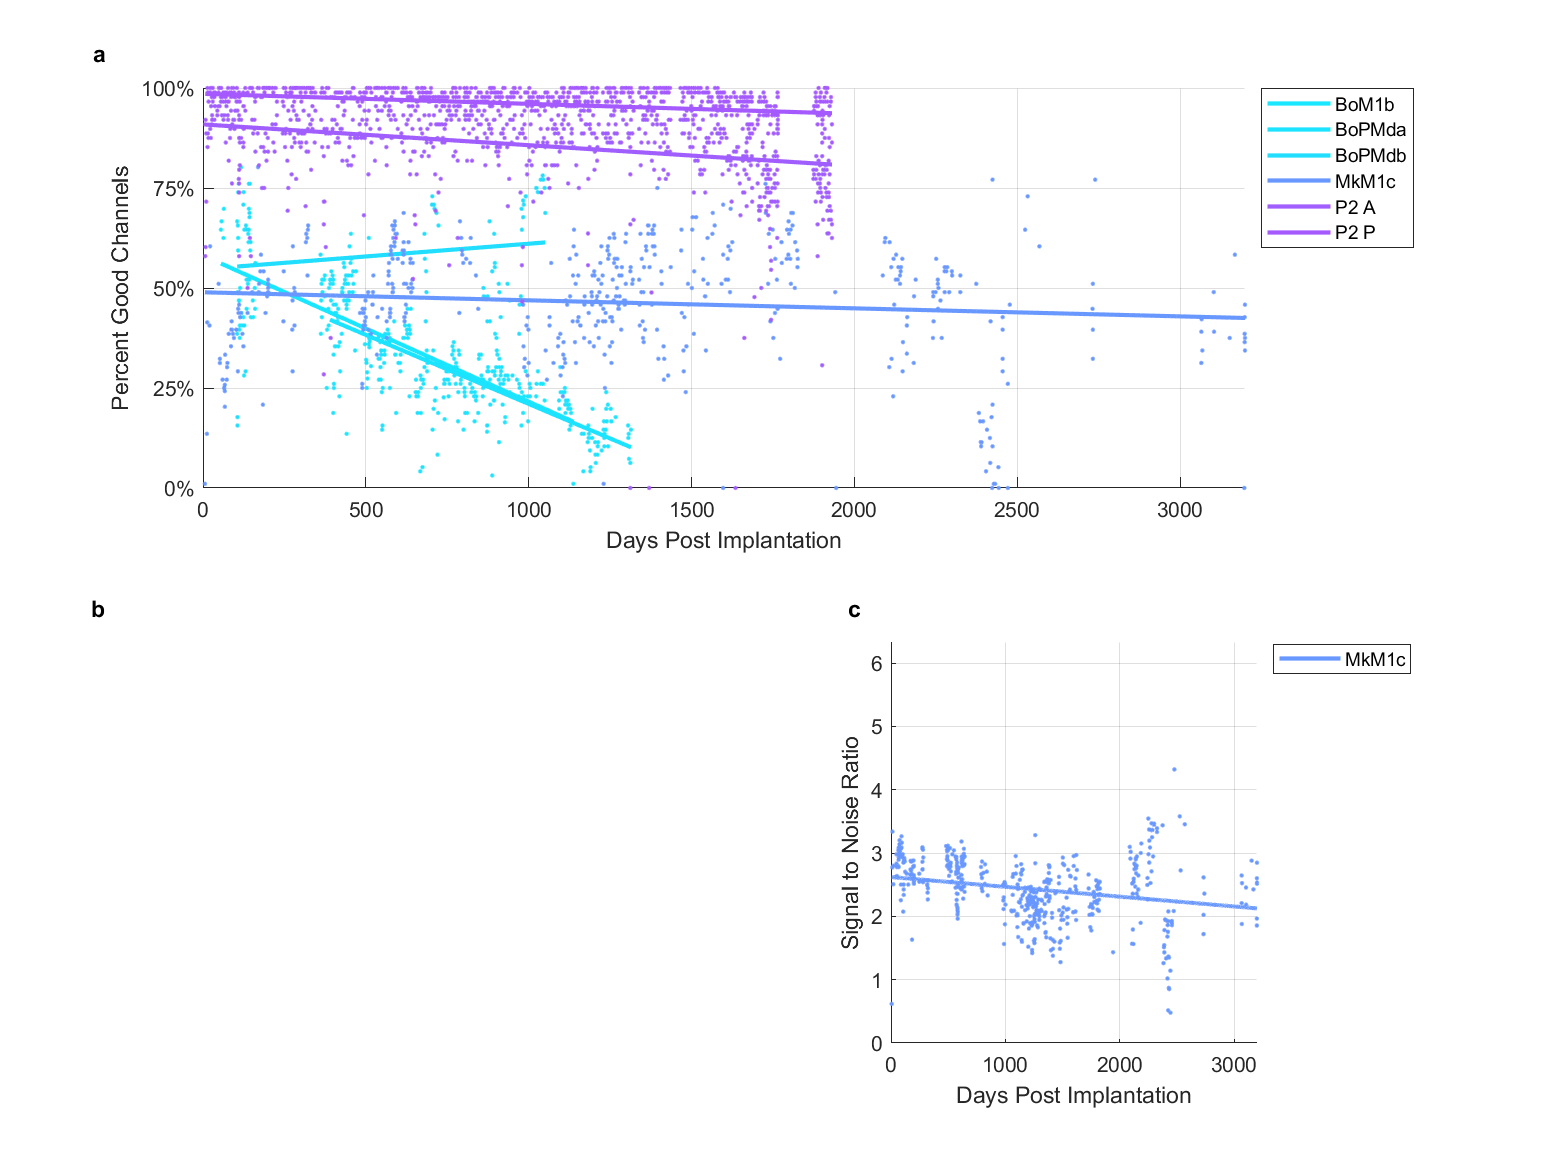 a
100%
75%
50%
25%
0%
Percent Good Channels
0 500 1000 1500 2000 2500 3000
Days Post Implantation
BoM1b
BoPMda
BoPMdb
MkM1c
P2 A
P2 P
b
c
6
5
4
3
2
1
0
Signal to Noise Ratio
0 1000 2000 3000
Days Post Implantation
MkM1c